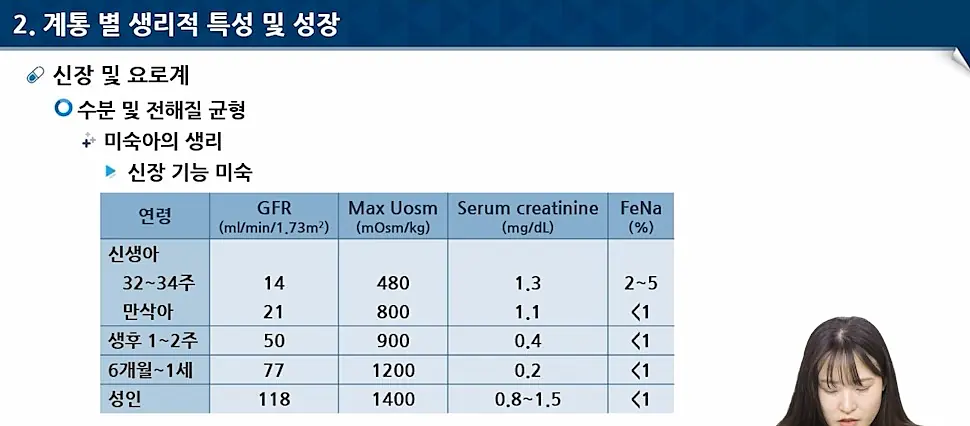 2. 계통 별 생리적 특성 및 성장
신장 및 요로계
수분 및 전해질 균형
미숙아의 생리
신장 기능 미숙
연령 GFR (ml/min/1.73m²) Max Uosm (mOsm/kg) Serum creatinine (mg/dL) FeNa (%)
신생아
32~34주 14 480 1.3 2~5
만삭아 21 800 1.1 <1
생후 1~2주 50 900 0.4 <1
6개월~1세 77 1200 0.2 <1
성인 118 1400 0.8~1.5 <1